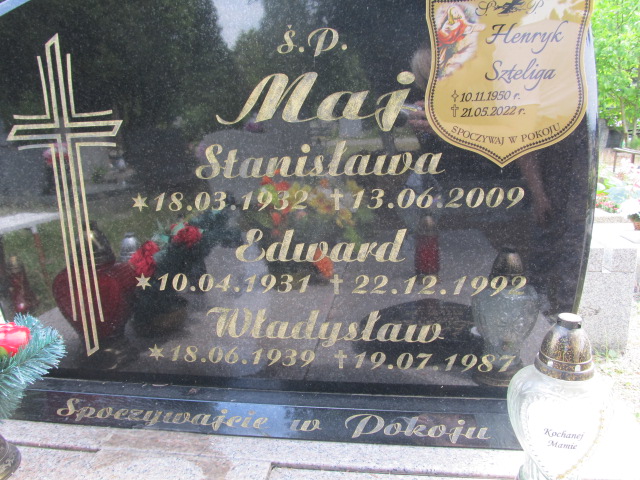 Ś.P.
Maj
Stanisława
*18.03.1932 †13.06.2009
Edward
*10.04.1931 †22.12.1992
Władysław
*18.06.1939 †19.07.1987
Spoczywajcie w Pokoju
Ś. P
Henryk
Szteliga
10.11.1950 r.
†21.05.2022 r.
SPOCZYWAJ W POKOJU
Kochanej
Mamie